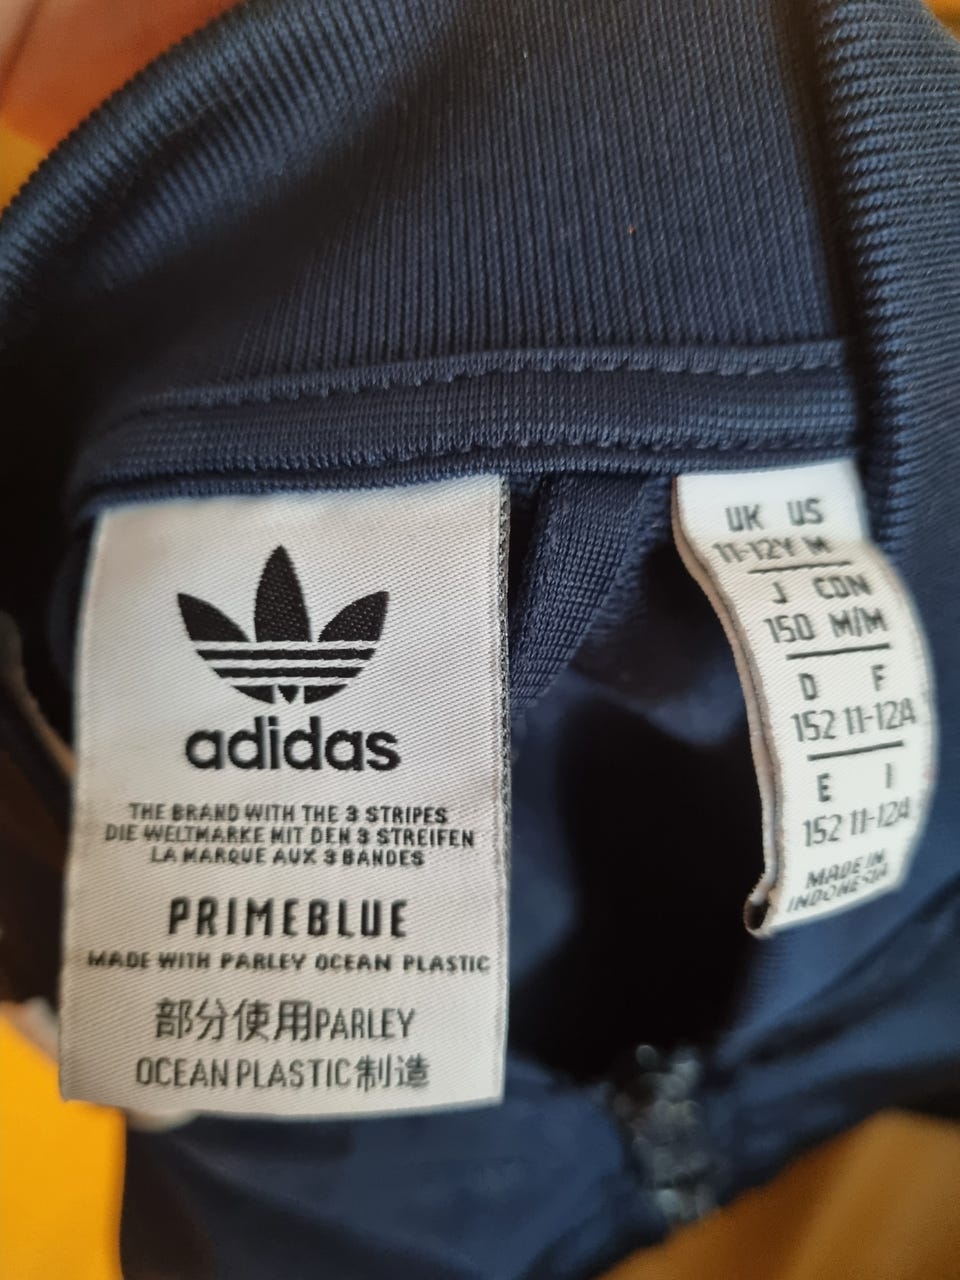 adidas
THE BRAND WITH THE 3 STRIPES
DIE WELTMARKE MIT DEN 3 STREIFEN
LA MARQUE AUX 3 BANDES
PRIMEBLUE
MADE WITH PARLEY OCEAN PLASTIC
部分使用PARLEY
OCEAN PLASTIC制造
UK US
11-12Y M
J CON
150 M/M
D F
152 11-12A
E I
152 11-12A
MADE IN
INDONESIA